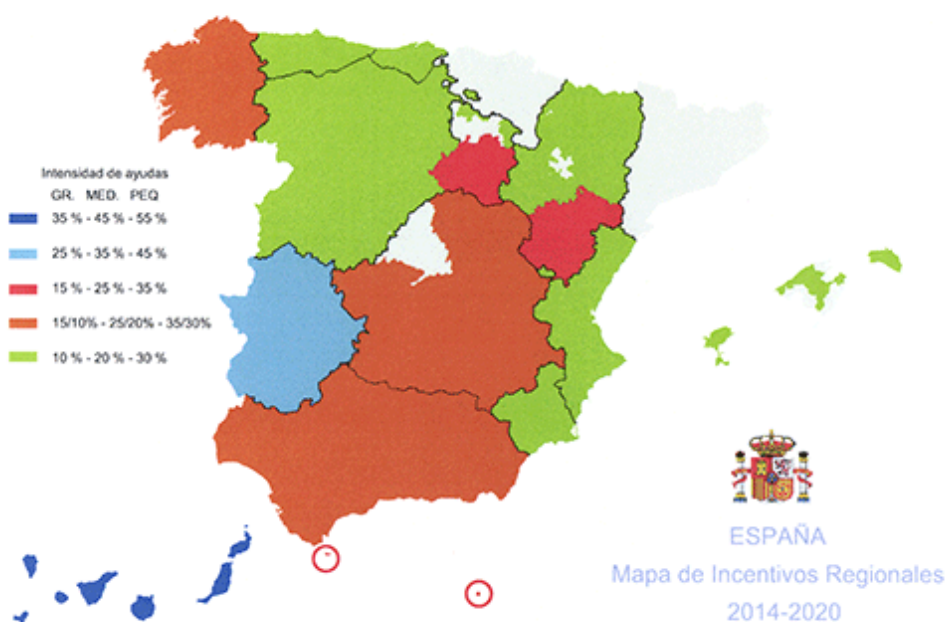 Intensidad de ayudas
GR. MED. PEQ
35 % - 45 % - 55 %
25 % - 35 % - 45 %
15 % - 25 % - 35 %
15/10% - 25/20% - 35/30%
10 % - 20 % - 30 %
ESPAÑA
Mapa de Incentivos Regionales
2014-2020